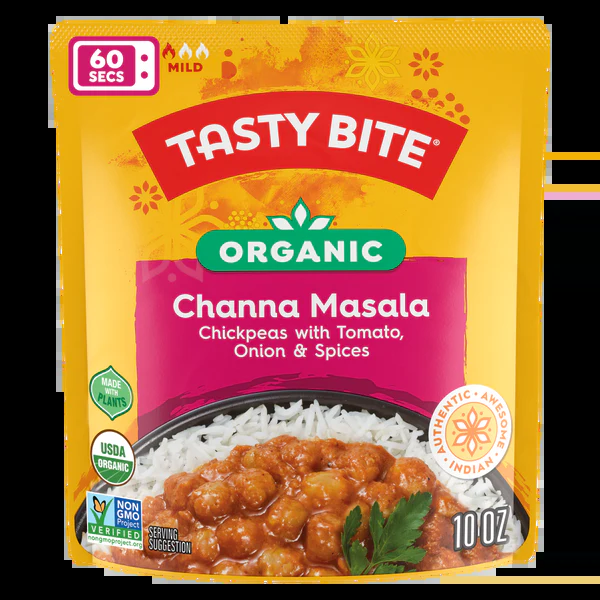 60
SECS
MILD
TASTY BITE®
ORGANIC
Channa Masala
Chickpeas with Tomato,
Onion & Spices
MADE
WITH
PLANTS
AUTHENTIC • AWESOME
• INDIAN •
USDA
ORGANIC
NON
GMO
Project
VERIFIED
nongmoproject.org
SERVING
SUGGESTION
10 OZ